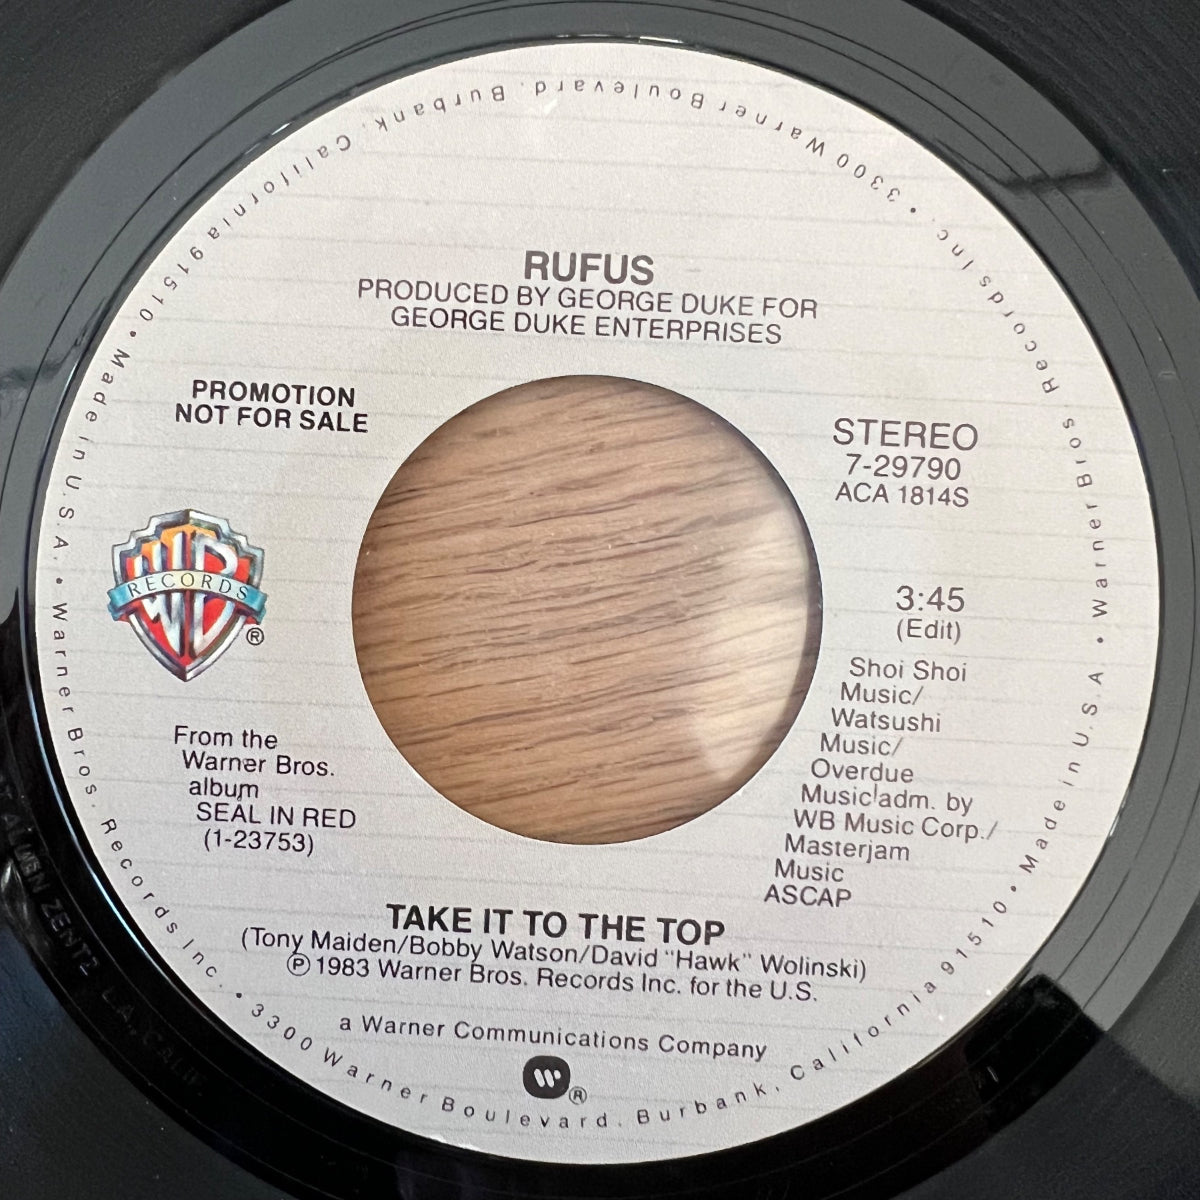 RUFUS
PRODUCED BY GEORGE DUKE FOR
GEORGE DUKE ENTERPRISES
PROMOTION
NOT FOR SALE
STEREO
7-29790
ACA 1814S
WB
RECORDS
®
3:45
(Edit)
Shoi Shoi
Music/
Watsushi
Music/
Overdue
Music adm. by
WB Music Corp./
Masterjam
Music
ASCAP
From the
Warner Bros.
album
SEAL IN RED
(1-23753)
TAKE IT TO THE TOP
(Tony Maiden/Bobby Watson/David "Hawk" Wolinski)
℗ 1983 Warner Bros. Records Inc. for the U.S.
a Warner Communications Company
W ®
Warner Bros. Records Inc. • 3300 Warner Boulevard. Burbank, California 91510 • Made in U.S.A. • Warner Bros Records Inc. • 3300 Warner Boulevard. Burbank, California 91510 • Made in U.S.A. •
ZENTZ L.A. CALIF